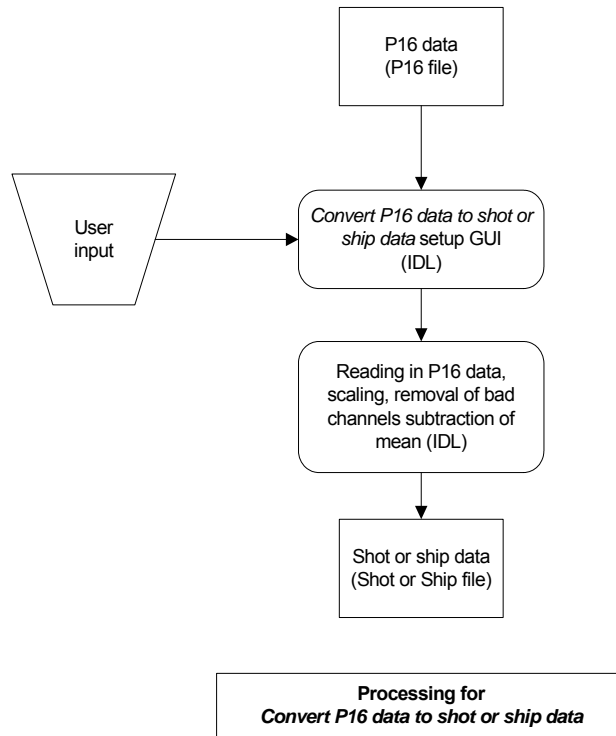 P16 data
(P16 file)
User
input
Convert P16 data to shot or
ship data setup GUI
(IDL)
Reading in P16 data,
scaling, removal of bad
channels subtraction of
mean (IDL)
Shot or ship data
(Shot or Ship file)
Processing for
Convert P16 data to shot or ship data